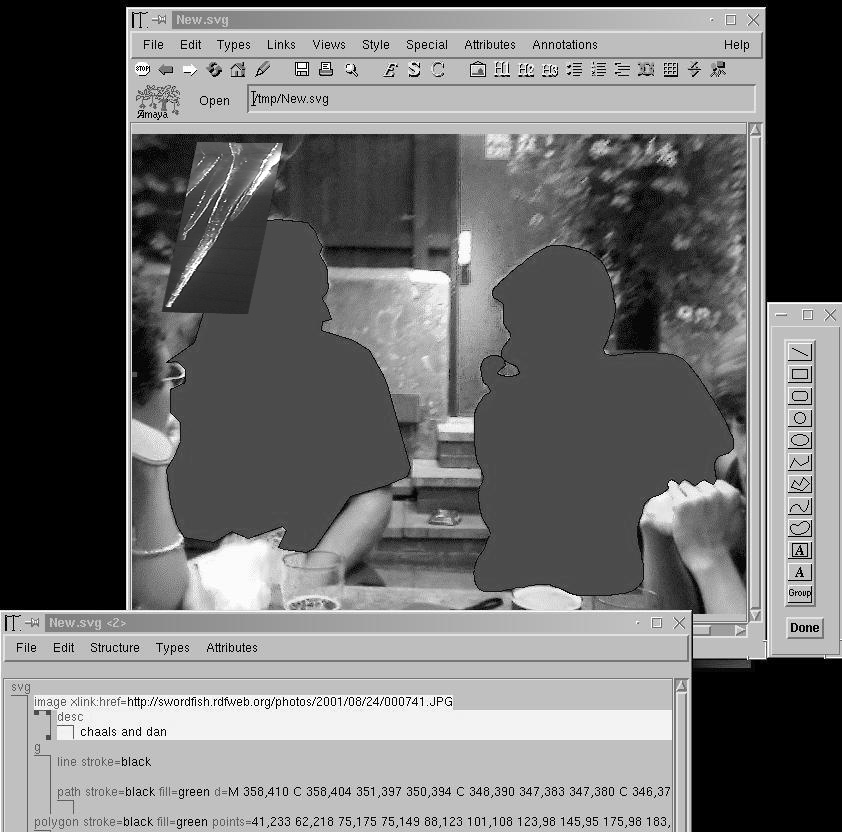 New.svg
File Edit Types Links Views Style Special Attributes Annotations Help
STOP H1 H2 H3
Amaya Open /tmp/New.svg
A
A
Group
Done
New.svg <2>
File Edit Structure Types Attributes
svg
image xlink:href=http://swordfish.rdfweb.org/photos/2001/08/24/000741.JPG
desc
chaals and dan
g
line stroke=black
path stroke=black fill=green d=M 358,410 C 358,404 351,397 350,394 C 348,390 347,383 347,380 C 346,37
polygon stroke=black fill=green points=41,233 62,218 75,175 75,149 88,123 101,108 123,98 145,95 175,98 183,